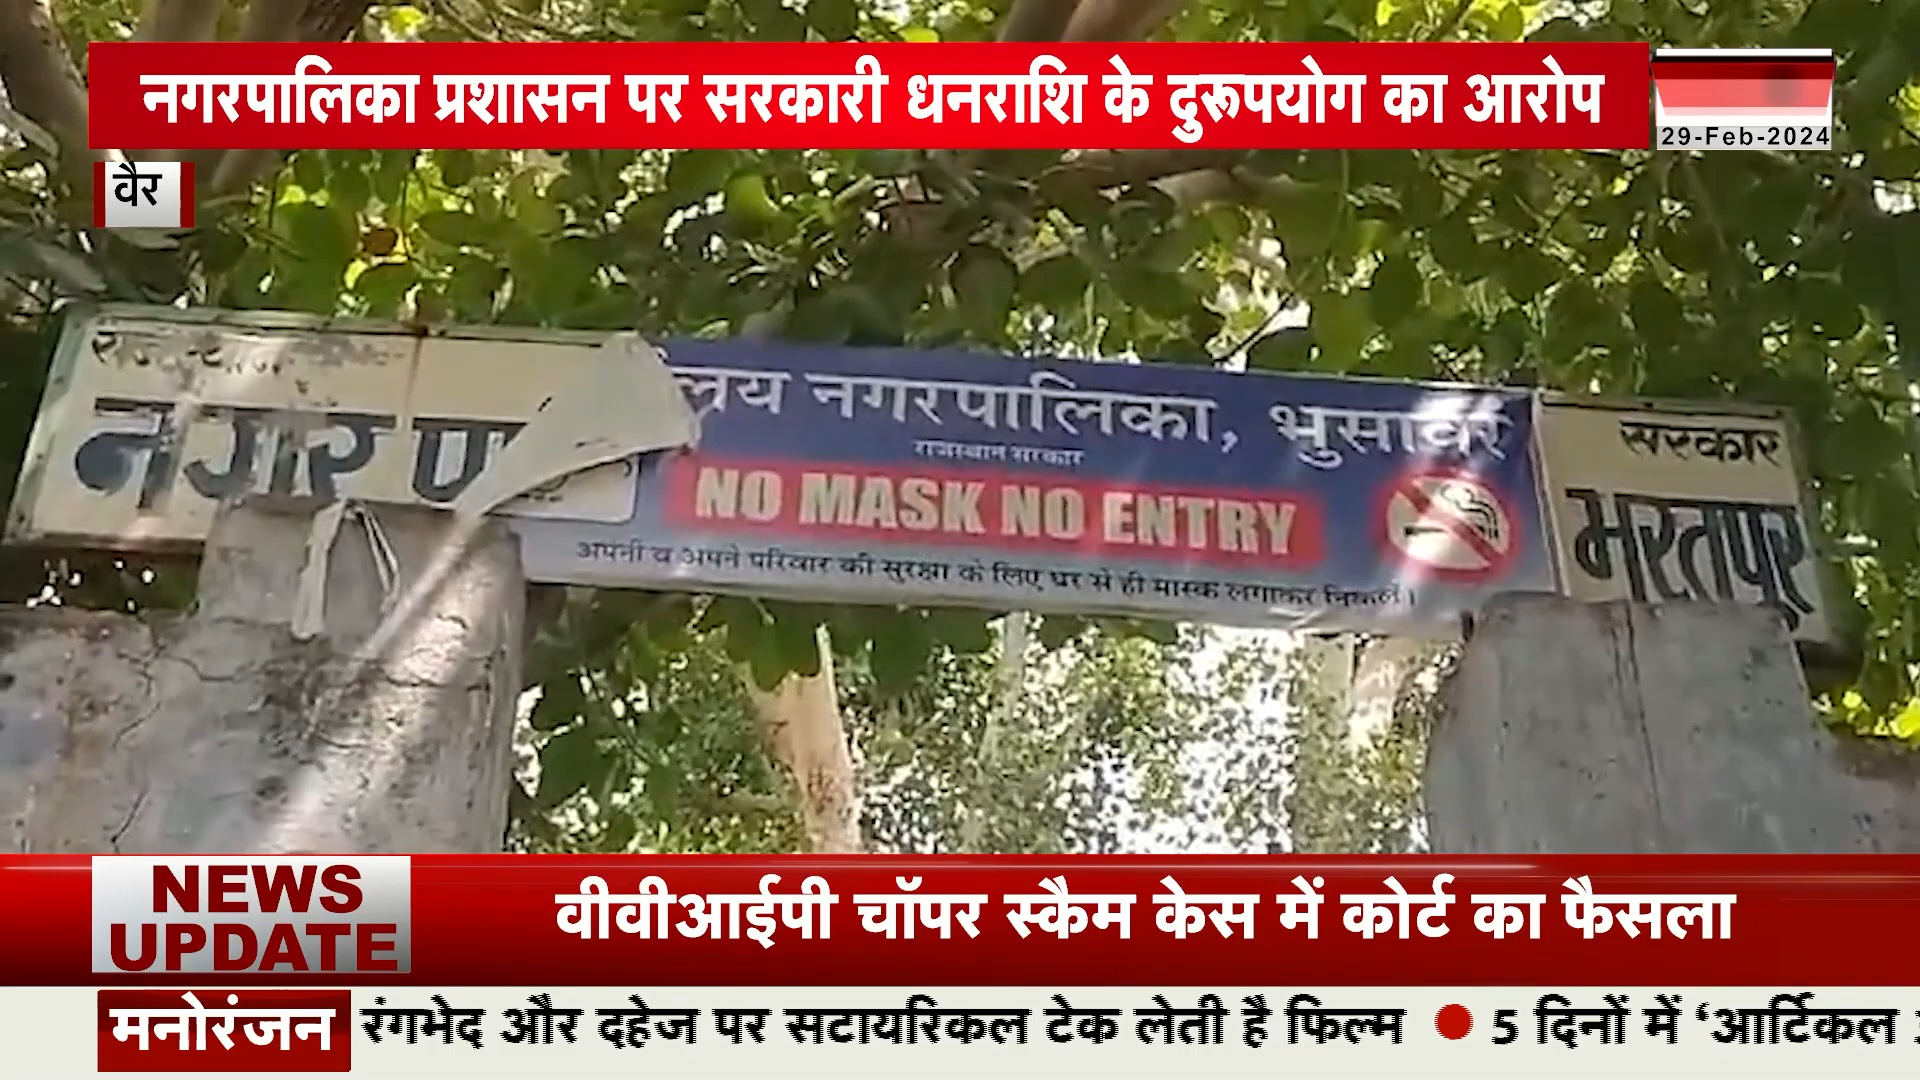 नगरपालिका प्रशासन पर सरकारी धनराशि के दुरूपयोग का आरोप
29-Feb-2024
वैर
नगर पा
लय नगरपालिका, भुसावर
राजस्थान सरकार
NO MASK NO ENTRY
अपनी व अपने परिवार की सुरक्षा के लिए घर से ही मास्क लगाकर निकलें।
सरकार
भरतपुर
NEWS
UPDATE
वीवीआईपी चॉपर स्कैम केस में कोर्ट का फैसला
मनोरंजन
रंगभेद और दहेज पर सटायरिकल टेक लेती है फिल्म ● 5 दिनों में ‘आर्टिकल